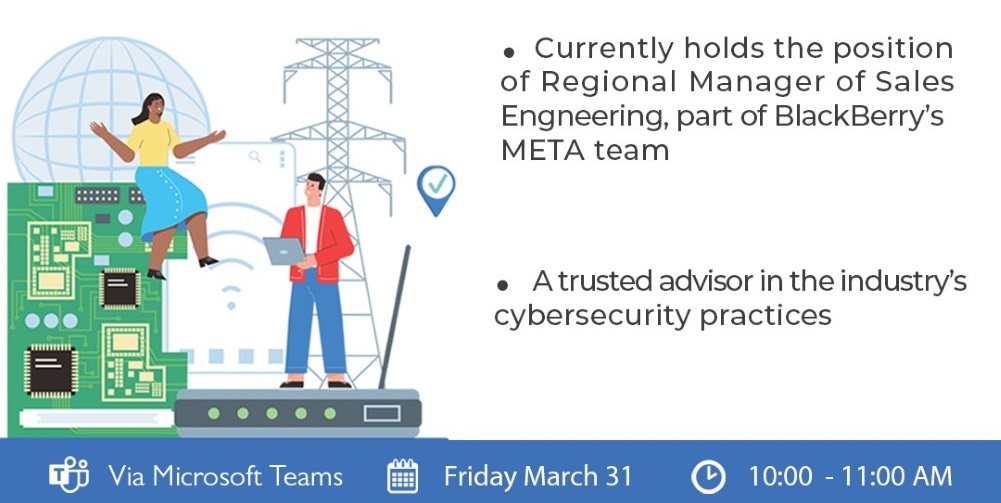 • Currently holds the position
of Regional Manager of Sales
Engneering, part of BlackBerry’s
META team
• A trusted advisor in the industry’s
cybersecurity practices
Via Microsoft Teams
Friday March 31
10:00 - 11:00 AM